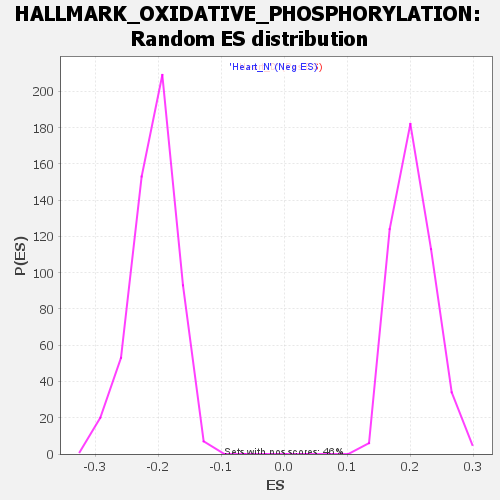 HALLMARK_OXIDATIVE_PHOSPHORYLATION:
Random ES distribution
'Heart_N' (Neg ES)
P(ES)
200
180
160
140
120
100
80
60
40
20
0
Sets with pos scores: 46%
-0.3 -0.2 -0.1 0.0 0.1 0.2 0.3
ES